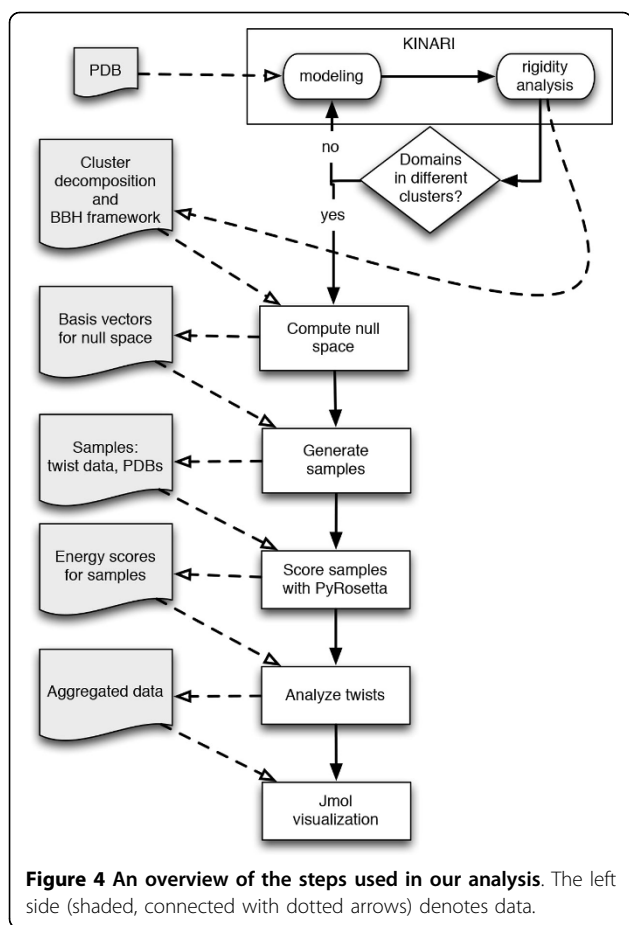 KINARI
PDB
modeling
rigidity
analysis
no
Domains
in different
clusters?
yes
Cluster
decomposition
and
BBH framework
Basis vectors
for null space
Compute null
space
Samples:
twist data, PDBs
Generate
samples
Energy scores
for samples
Score samples
with PyRosetta
Aggregated data
Analyze twists
Jmol
visualization
Figure 4 An overview of the steps used in our analysis. The left
side (shaded, connected with dotted arrows) denotes data.